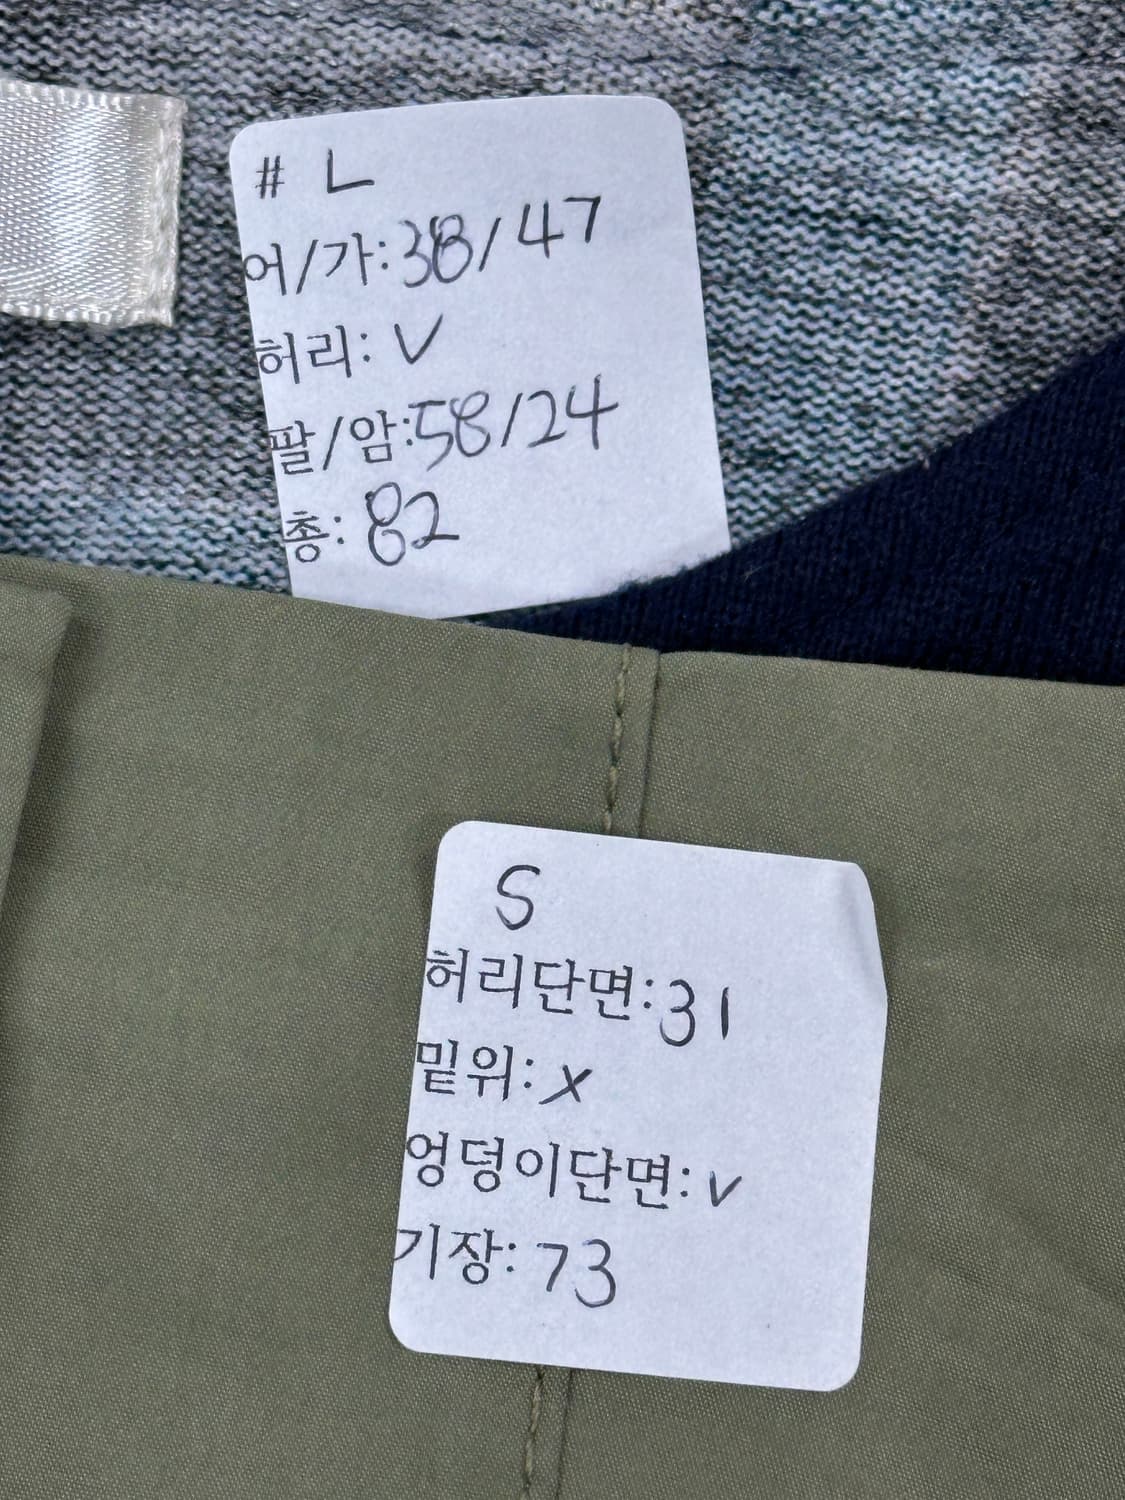 # L
어/가:38/47
허리: V
팔/암:58/24
총: 82
S
허리단면:31
밑위: x
엉덩이단면: v
기장: 73